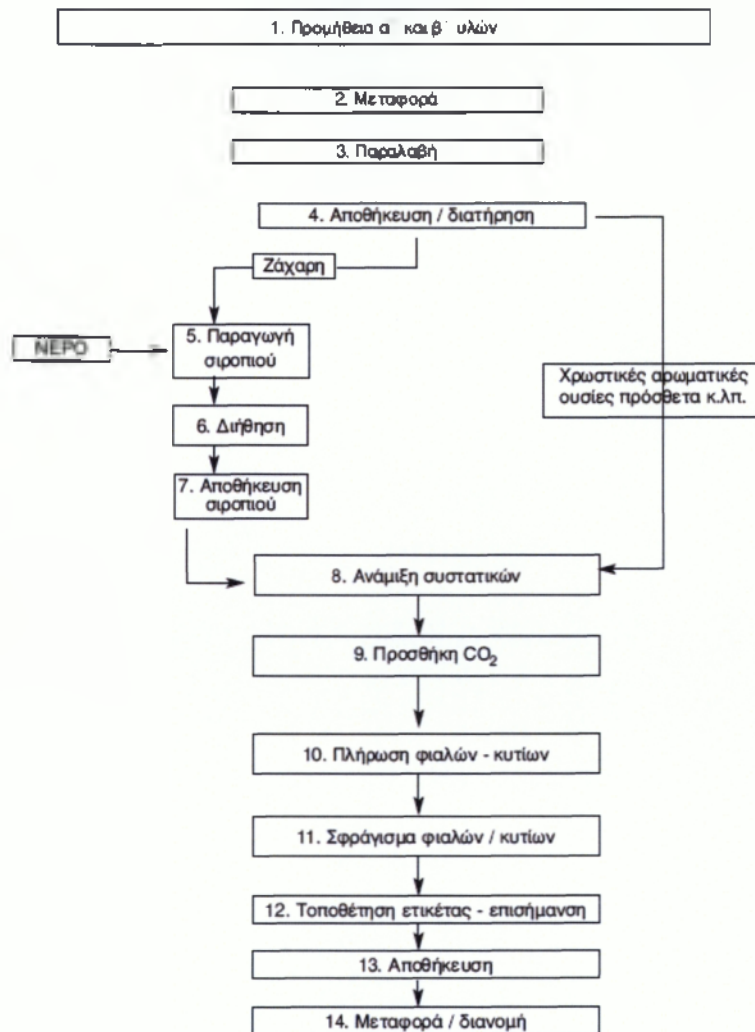 1. Προμήθεια α΄ και β΄ υλών
2. Μεταφορά
3. Παραλαβή
4. Αποθήκευση / διατήρηση
Ζάχαρη
ΝΕΡΟ
5. Παραγωγή
σιροπιού
Χρωστικές αρωματικές
ουσίες πρόσθετα κ.λπ.
6. Διήθηση
7. Αποθήκευση
σιροπιού
8. Ανάμιξη συστατικών
9. Προσθήκη CO₂
10. Πλήρωση φιαλών - κυτίων
11. Σφράγισμα φιαλών / κυτίων
12. Τοποθέτηση ετικέτας - επισήμανση
13. Αποθήκευση
14. Μεταφορά / διανομή